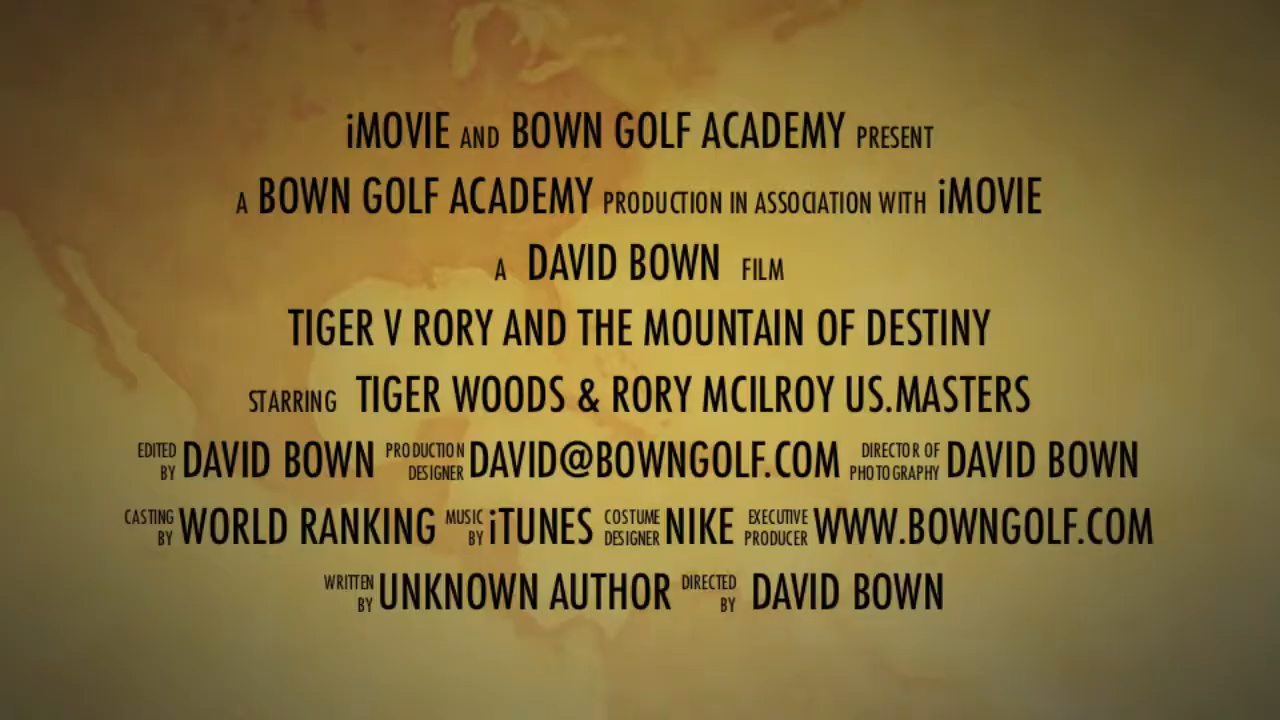 iMOVIE AND BOWN GOLF ACADEMY PRESENT
A BOWN GOLF ACADEMY PRODUCTION IN ASSOCIATION WITH iMOVIE
A DAVID BOWN FILM
TIGER V RORY AND THE MOUNTAIN OF DESTINY
STARRING TIGER WOODS & RORY MCILROY US.MASTERS
EDITED BY DAVID BOWN PRODUCTION DESIGNER DAVID@BOWNGOLF.COM DIRECTOR OF PHOTOGRAPHY DAVID BOWN
CASTING BY WORLD RANKING MUSIC BY iTUNES COSTUME DESIGNER NIKE EXECUTIVE PRODUCER WWW.BOWNGOLF.COM
WRITTEN BY UNKNOWN AUTHOR DIRECTED BY DAVID BOWN